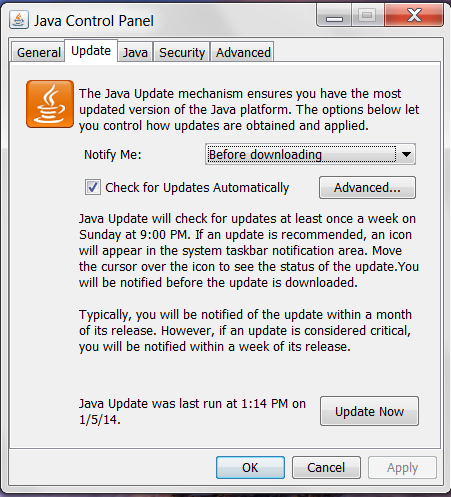 Java Control Panel
General Update Java Security Advanced
The Java Update mechanism ensures you have the most
updated version of the Java platform. The options below let
you control how updates are obtained and applied.
Notify Me: Before downloading
Check for Updates Automatically Advanced...
Java Update will check for updates at least once a week on
Sunday at 9:00 PM. If an update is recommended, an icon
will appear in the system taskbar notification area. Move
the cursor over the icon to see the status of the update.You
will be notified before the update is downloaded.
Typically, you will be notified of the update within a month
of its release. However, if an update is considered critical,
you will be notified within a week of its release.
Java Update was last run at 1:14 PM on
1/5/14.
Update Now
OK Cancel Apply